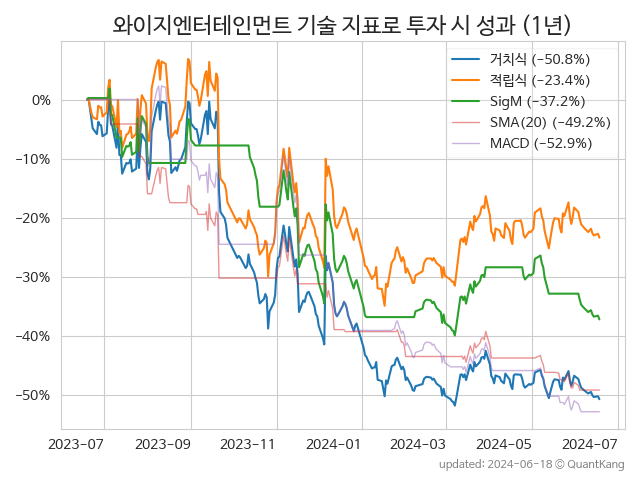 와이지엔터테인먼트 기술 지표로 투자 시 성과 (1년)
거치식 (−50.8%)
적립식 (−23.4%)
SigM (−37.2%)
SMA(20) (−49.2%)
MACD (−52.9%)
0%
−10%
−20%
−30%
−40%
−50%
2023-07 2023-09 2023-11 2024-01 2024-03 2024-05 2024-07
updated: 2024-06-18 © QuantKang